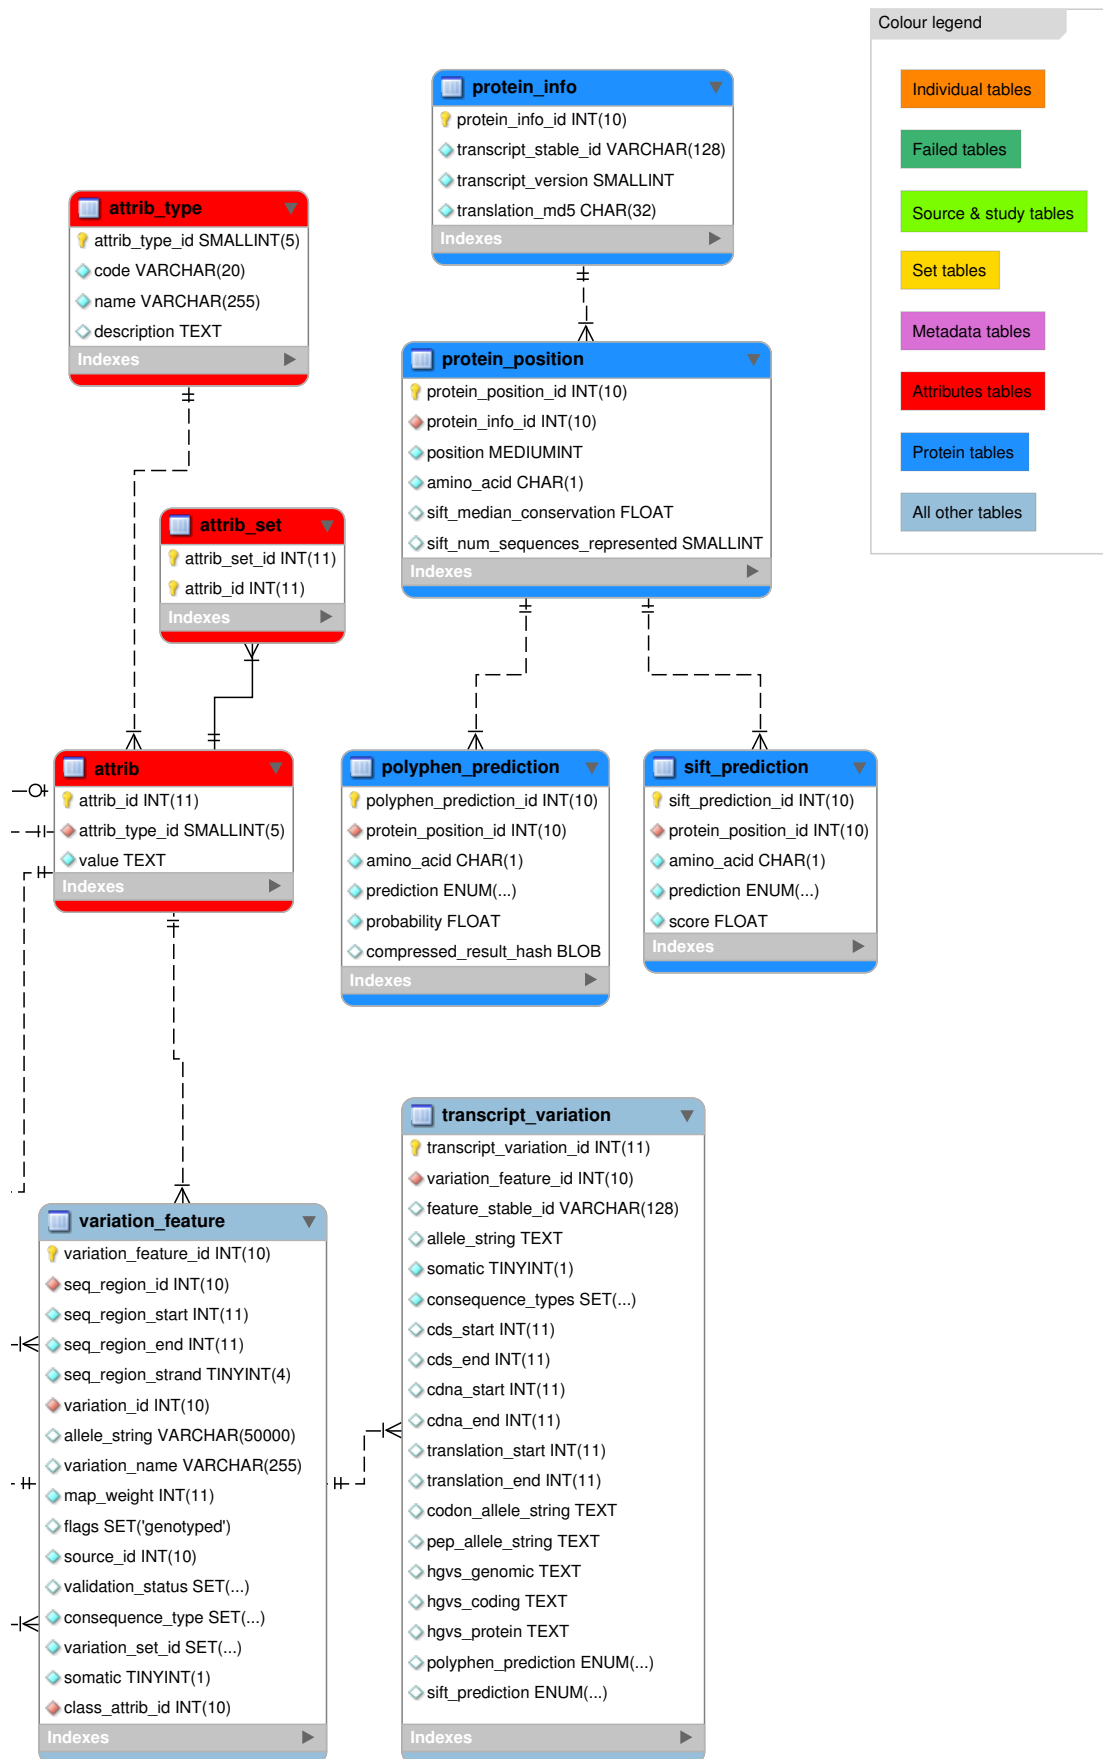 Colour legend
Individual tables
Failed tables
Source & study tables
Set tables
Metadata tables
Attributes tables
Protein tables
All other tables
protein_info
protein_info_id INT(10)
transcript_stable_id VARCHAR(128)
transcript_version SMALLINT
translation_md5 CHAR(32)
Indexes
attrib_type
attrib_type_id SMALLINT(5)
code VARCHAR(20)
name VARCHAR(255)
description TEXT
Indexes
protein_position
protein_position_id INT(10)
protein_info_id INT(10)
position MEDIUMINT
amino_acid CHAR(1)
sift_median_conservation FLOAT
sift_num_sequences_represented SMALLINT
Indexes
attrib_set
attrib_set_id INT(11)
attrib_id INT(11)
Indexes
attrib
attrib_id INT(11)
attrib_type_id SMALLINT(5)
value TEXT
Indexes
polyphen_prediction
polyphen_prediction_id INT(10)
protein_position_id INT(10)
amino_acid CHAR(1)
prediction ENUM(...)
probability FLOAT
compressed_result_hash BLOB
Indexes
sift_prediction
sift_prediction_id INT(10)
protein_position_id INT(10)
amino_acid CHAR(1)
prediction ENUM(...)
score FLOAT
Indexes
variation_feature
variation_feature_id INT(10)
seq_region_id INT(10)
seq_region_start INT(11)
seq_region_end INT(11)
seq_region_strand TINYINT(4)
variation_id INT(10)
allele_string VARCHAR(50000)
variation_name VARCHAR(255)
map_weight INT(11)
flags SET('genotyped')
source_id INT(10)
validation_status SET(...)
consequence_type SET(...)
variation_set_id SET(...)
somatic TINYINT(1)
class_attrib_id INT(10)
Indexes
transcript_variation
transcript_variation_id INT(11)
variation_feature_id INT(10)
feature_stable_id VARCHAR(128)
allele_string TEXT
somatic TINYINT(1)
consequence_types SET(...)
cds_start INT(11)
cds_end INT(11)
cdna_start INT(11)
cdna_end INT(11)
translation_start INT(11)
translation_end INT(11)
codon_allele_string TEXT
pep_allele_string TEXT
hgvs_genomic TEXT
hgvs_coding TEXT
hgvs_protein TEXT
polyphen_prediction ENUM(...)
sift_prediction ENUM(...)
Indexes